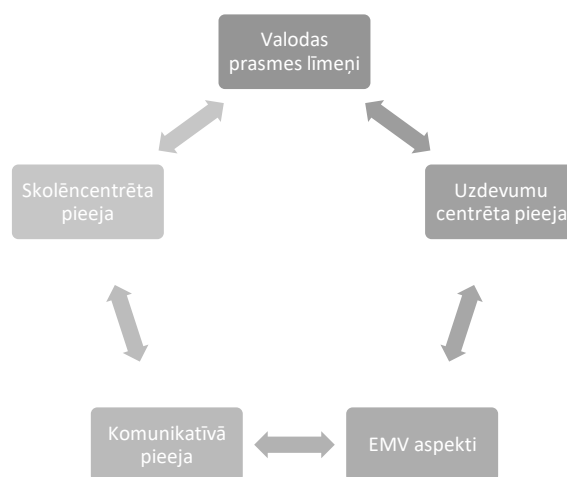 Valodas
prasmes līmeņi
Skolēncentrēta
pieeja
Uzdevumu
centrēta pieeja
Komunikatīvā
pieeja
EMV aspekti